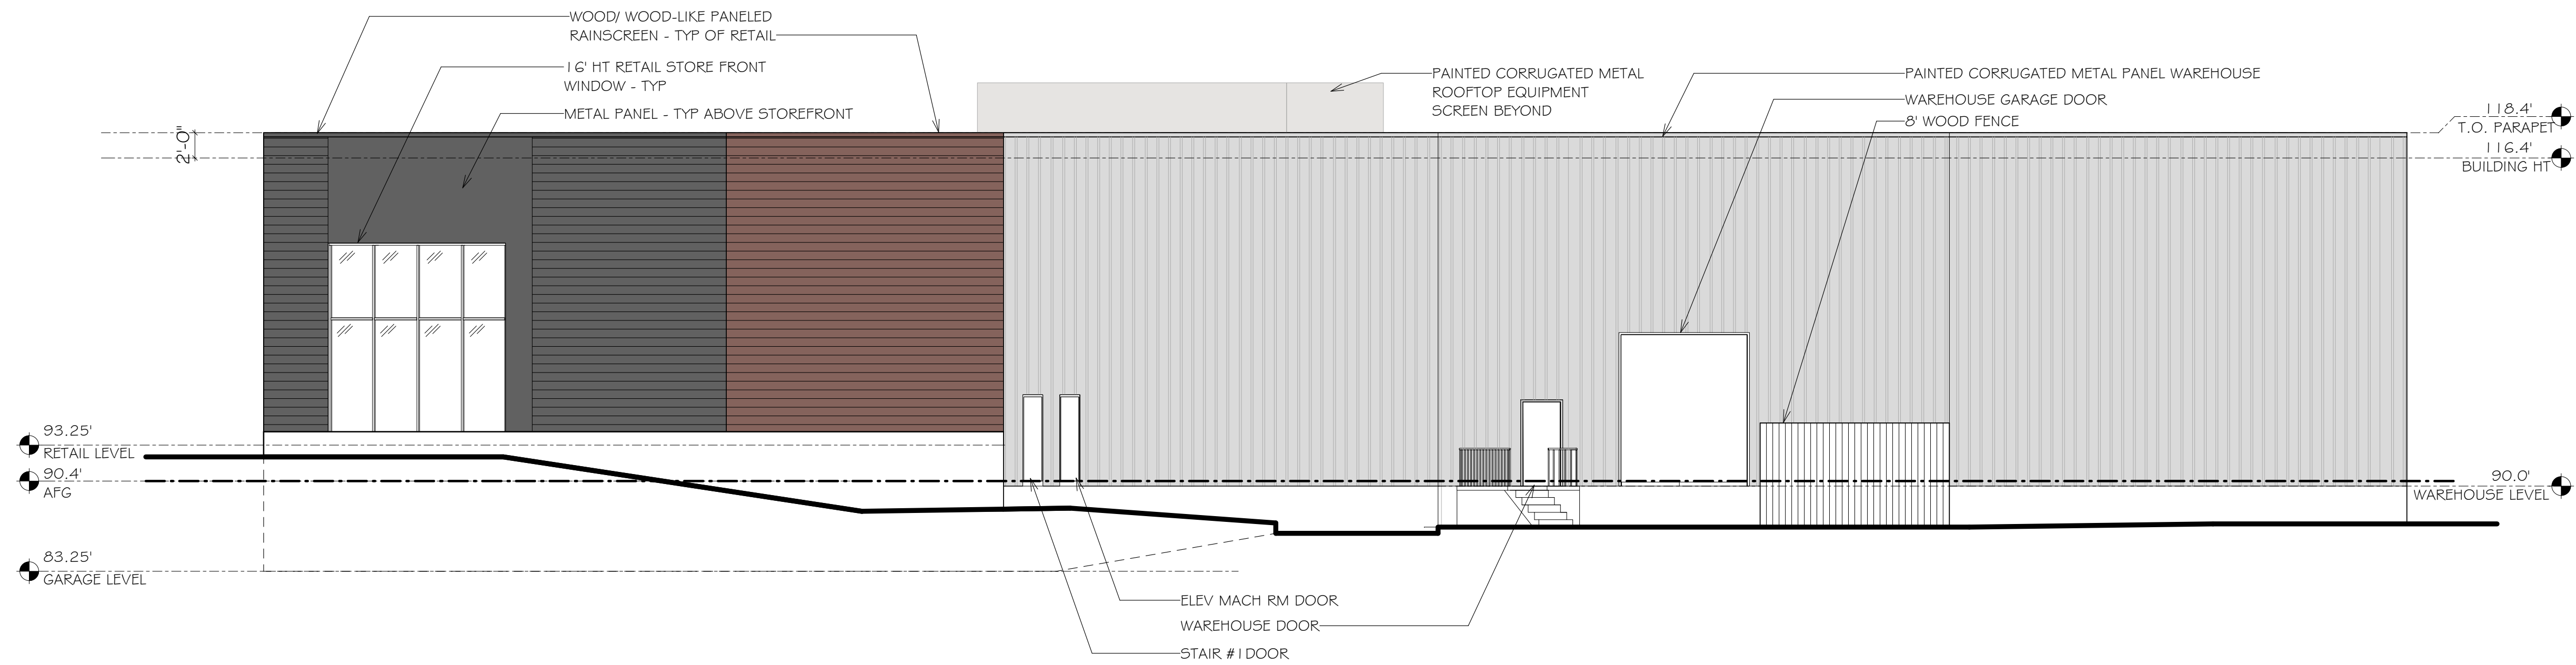 WOOD/ WOOD-LIKE PANELED
RAINSCREEN - TYP OF RETAIL
16' HT RETAIL STORE FRONT
WINDOW - TYP
METAL PANEL - TYP ABOVE STOREFRONT
PAINTED CORRUGATED METAL
ROOFTOP EQUIPMENT
SCREEN BEYOND
PAINTED CORRUGATED METAL PANEL WAREHOUSE
WAREHOUSE GARAGE DOOR
8' WOOD FENCE
118.4'
T.O. PARAPET
116.4'
BUILDING HT
2'-0"
93.25'
RETAIL LEVEL
90.4'
AFG
90.0'
WAREHOUSE LEVEL
83.25'
GARAGE LEVEL
ELEV MACH RM DOOR
WAREHOUSE DOOR
STAIR #1DOOR